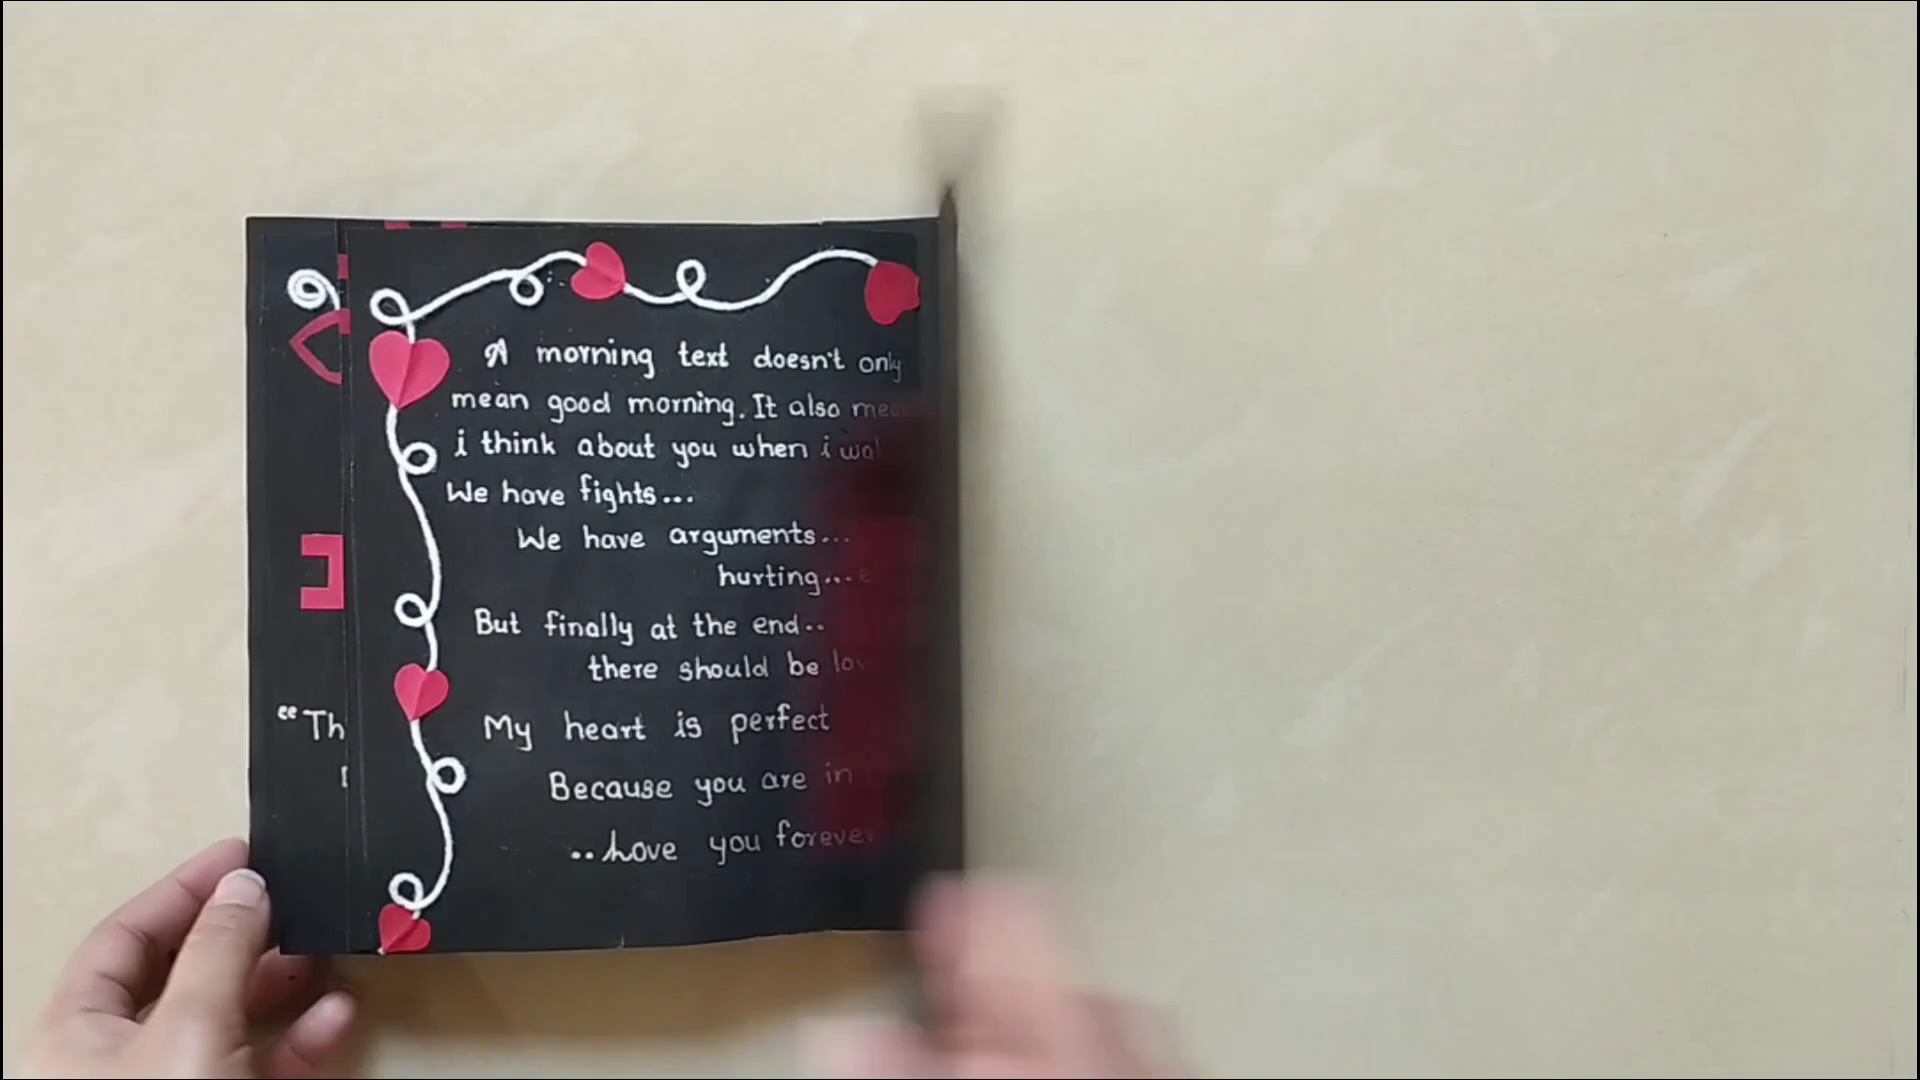 A morning text doesn't only
mean good morning. It also
i think about you when i
We have fights...
We have arguments...
hurting...
But finally at the end..
there should be
My heart is perfect
Because you are in
..Love you forever
"Th